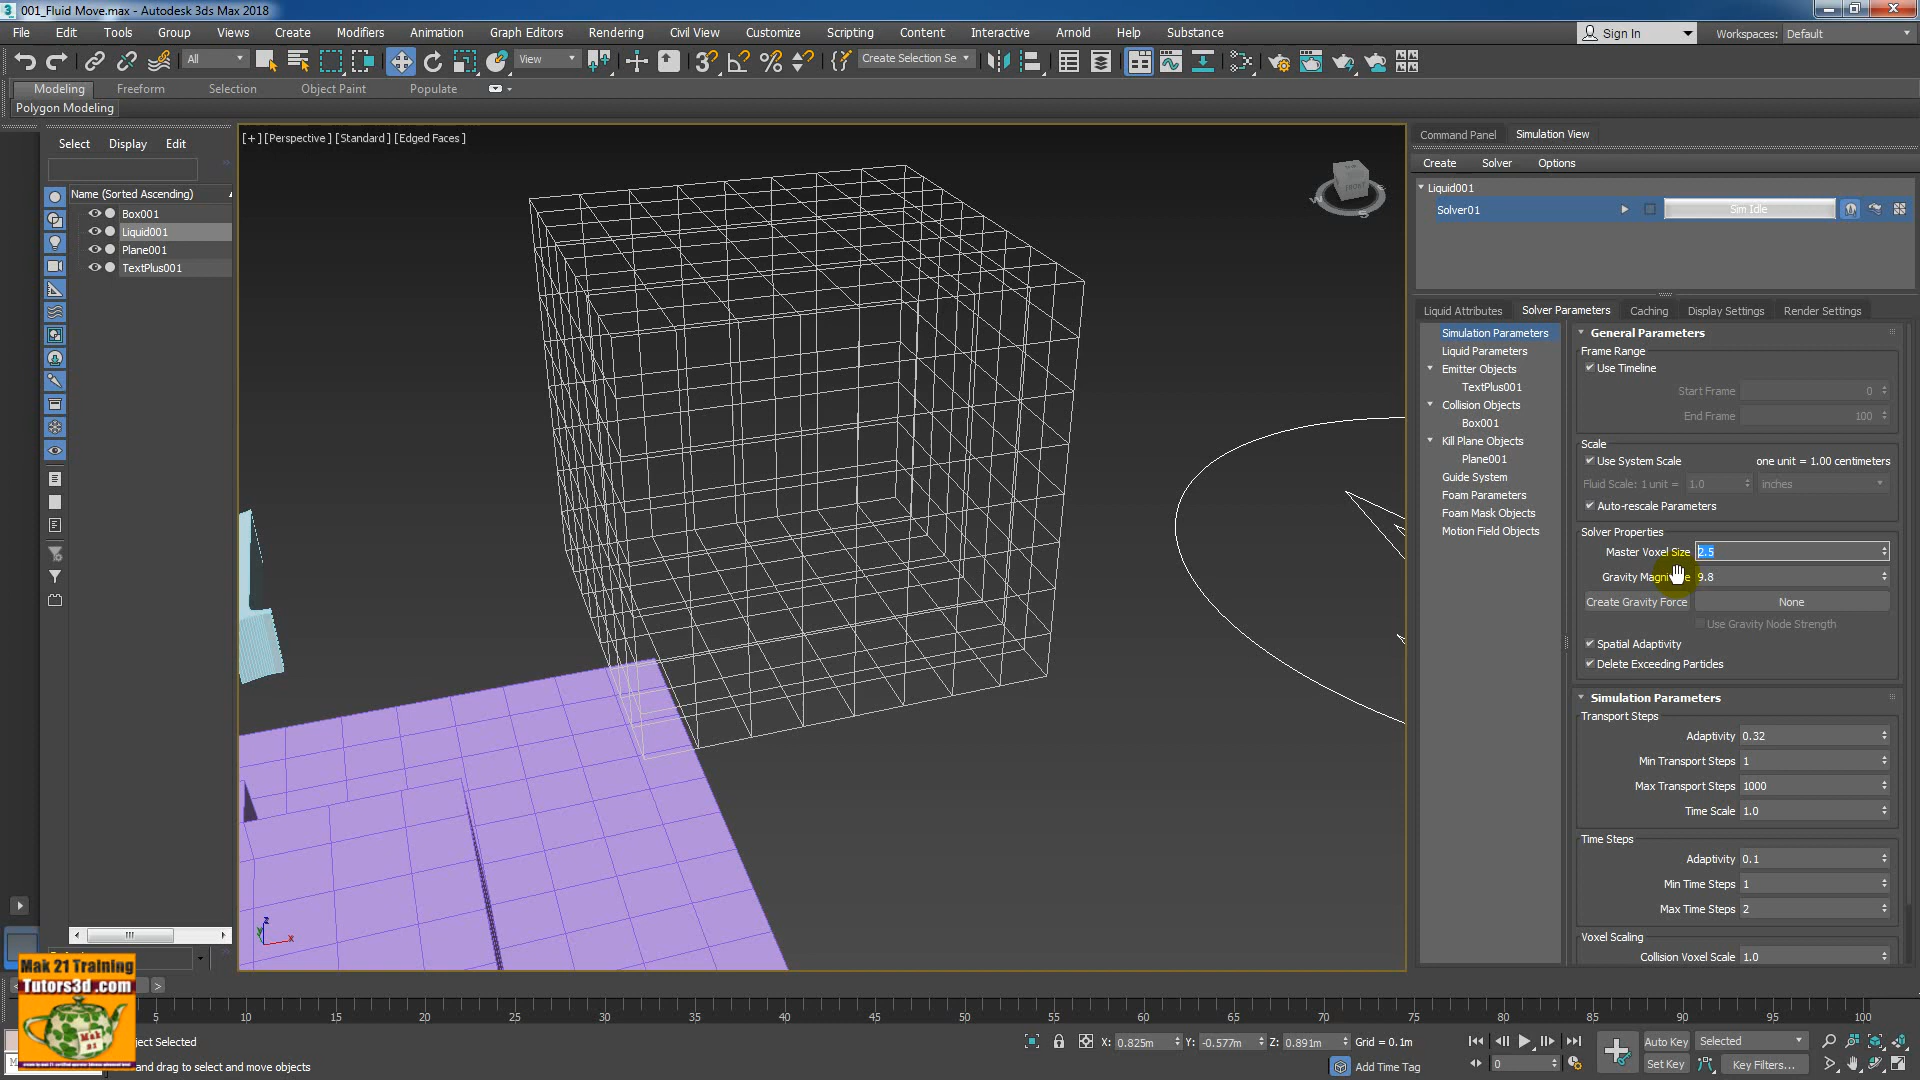 001_Fluid Move.max - Autodesk 3ds Max 2018
File Edit Tools Group Views Create Modifiers Animation Graph Editors Rendering Civil View Customize Scripting Content Interactive Arnold Help Substance
Sign In
Workspaces: Default
All
View
Create Selection Se
Modeling Freeform Selection Object Paint Populate
Polygon Modeling
Select Display Edit
Name (Sorted Ascending)
Box001
Liquid001
Plane001
TextPlus001
[+] [Perspective] [Standard] [Edged Faces]
FRONT
W
S
Command Panel Simulation View
Create Solver Options
Liquid001
Solver01
Sim Idle
Liquid Attributes Solver Parameters Caching Display Settings Render Settings
Simulation Parameters
Liquid Parameters
Emitter Objects
TextPlus001
Collision Objects
Box001
Kill Plane Objects
Plane001
Guide System
Foam Parameters
Foam Mask Objects
Motion Field Objects
General Parameters
Frame Range
Use Timeline
Start Frame 0
End Frame 100
Scale
Use System Scale one unit = 1.00 centimeters
Fluid Scale: 1 unit = 1.0 inches
Auto-rescale Parameters
Solver Properties
Master Voxel Size 2.5
Gravity Magni e 9.8
Create Gravity Force None
Use Gravity Node Strength
Spatial Adaptivity
Delete Exceeding Particles
Simulation Parameters
Transport Steps
Adaptivity 0.32
Min Transport Steps 1
Max Transport Steps 1000
Time Scale 1.0
Time Steps
Adaptivity 0.1
Min Time Steps 1
Max Time Steps 2
Voxel Scaling
Collision Voxel Scale 1.0
z
y
x
Mak 21 Training
Tutors3d .com
Mak
21
5 10 15 20 25 30 35 40 45 50 55 60 65 70 75 80 85 90 95 100
ject Selected
and drag to select and move objects
X: 0.825m Y: -0.577m Z: 0.891m Grid = 0.1m
Add Time Tag
0
Auto Key Selected
Set Key Key Filters...